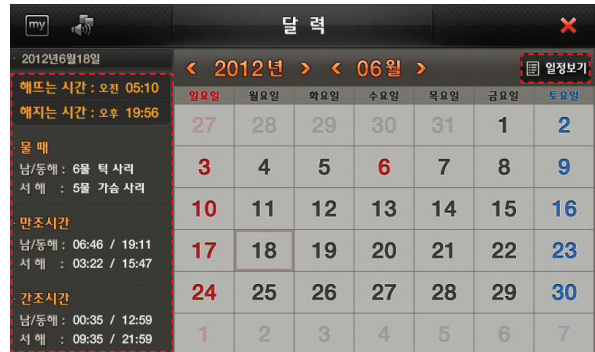 my
달 력
2012년6월18일
해뜨는 시간 : 오전 05:10
해지는 시간 : 오후 19:56
물 때
남/동해 : 6물 턱 사리
서 해 : 5물 가슴 사리
만조시간
남/동해 : 06:46 / 19:11
서 해 : 03:22 / 15:47
간조시간
남/동해 : 00:35 / 12:59
서 해 : 09:35 / 21:59
< 2012년 > < 06월 >
일정보기
일요일 월요일 화요일 수요일 목요일 금요일 토요일
27 28 29 30 31 1 2
3 4 5 6 7 8 9
10 11 12 13 14 15 16
17 18 19 20 21 22 23
24 25 26 27 28 29 30
1 2 3 4 5 6 7